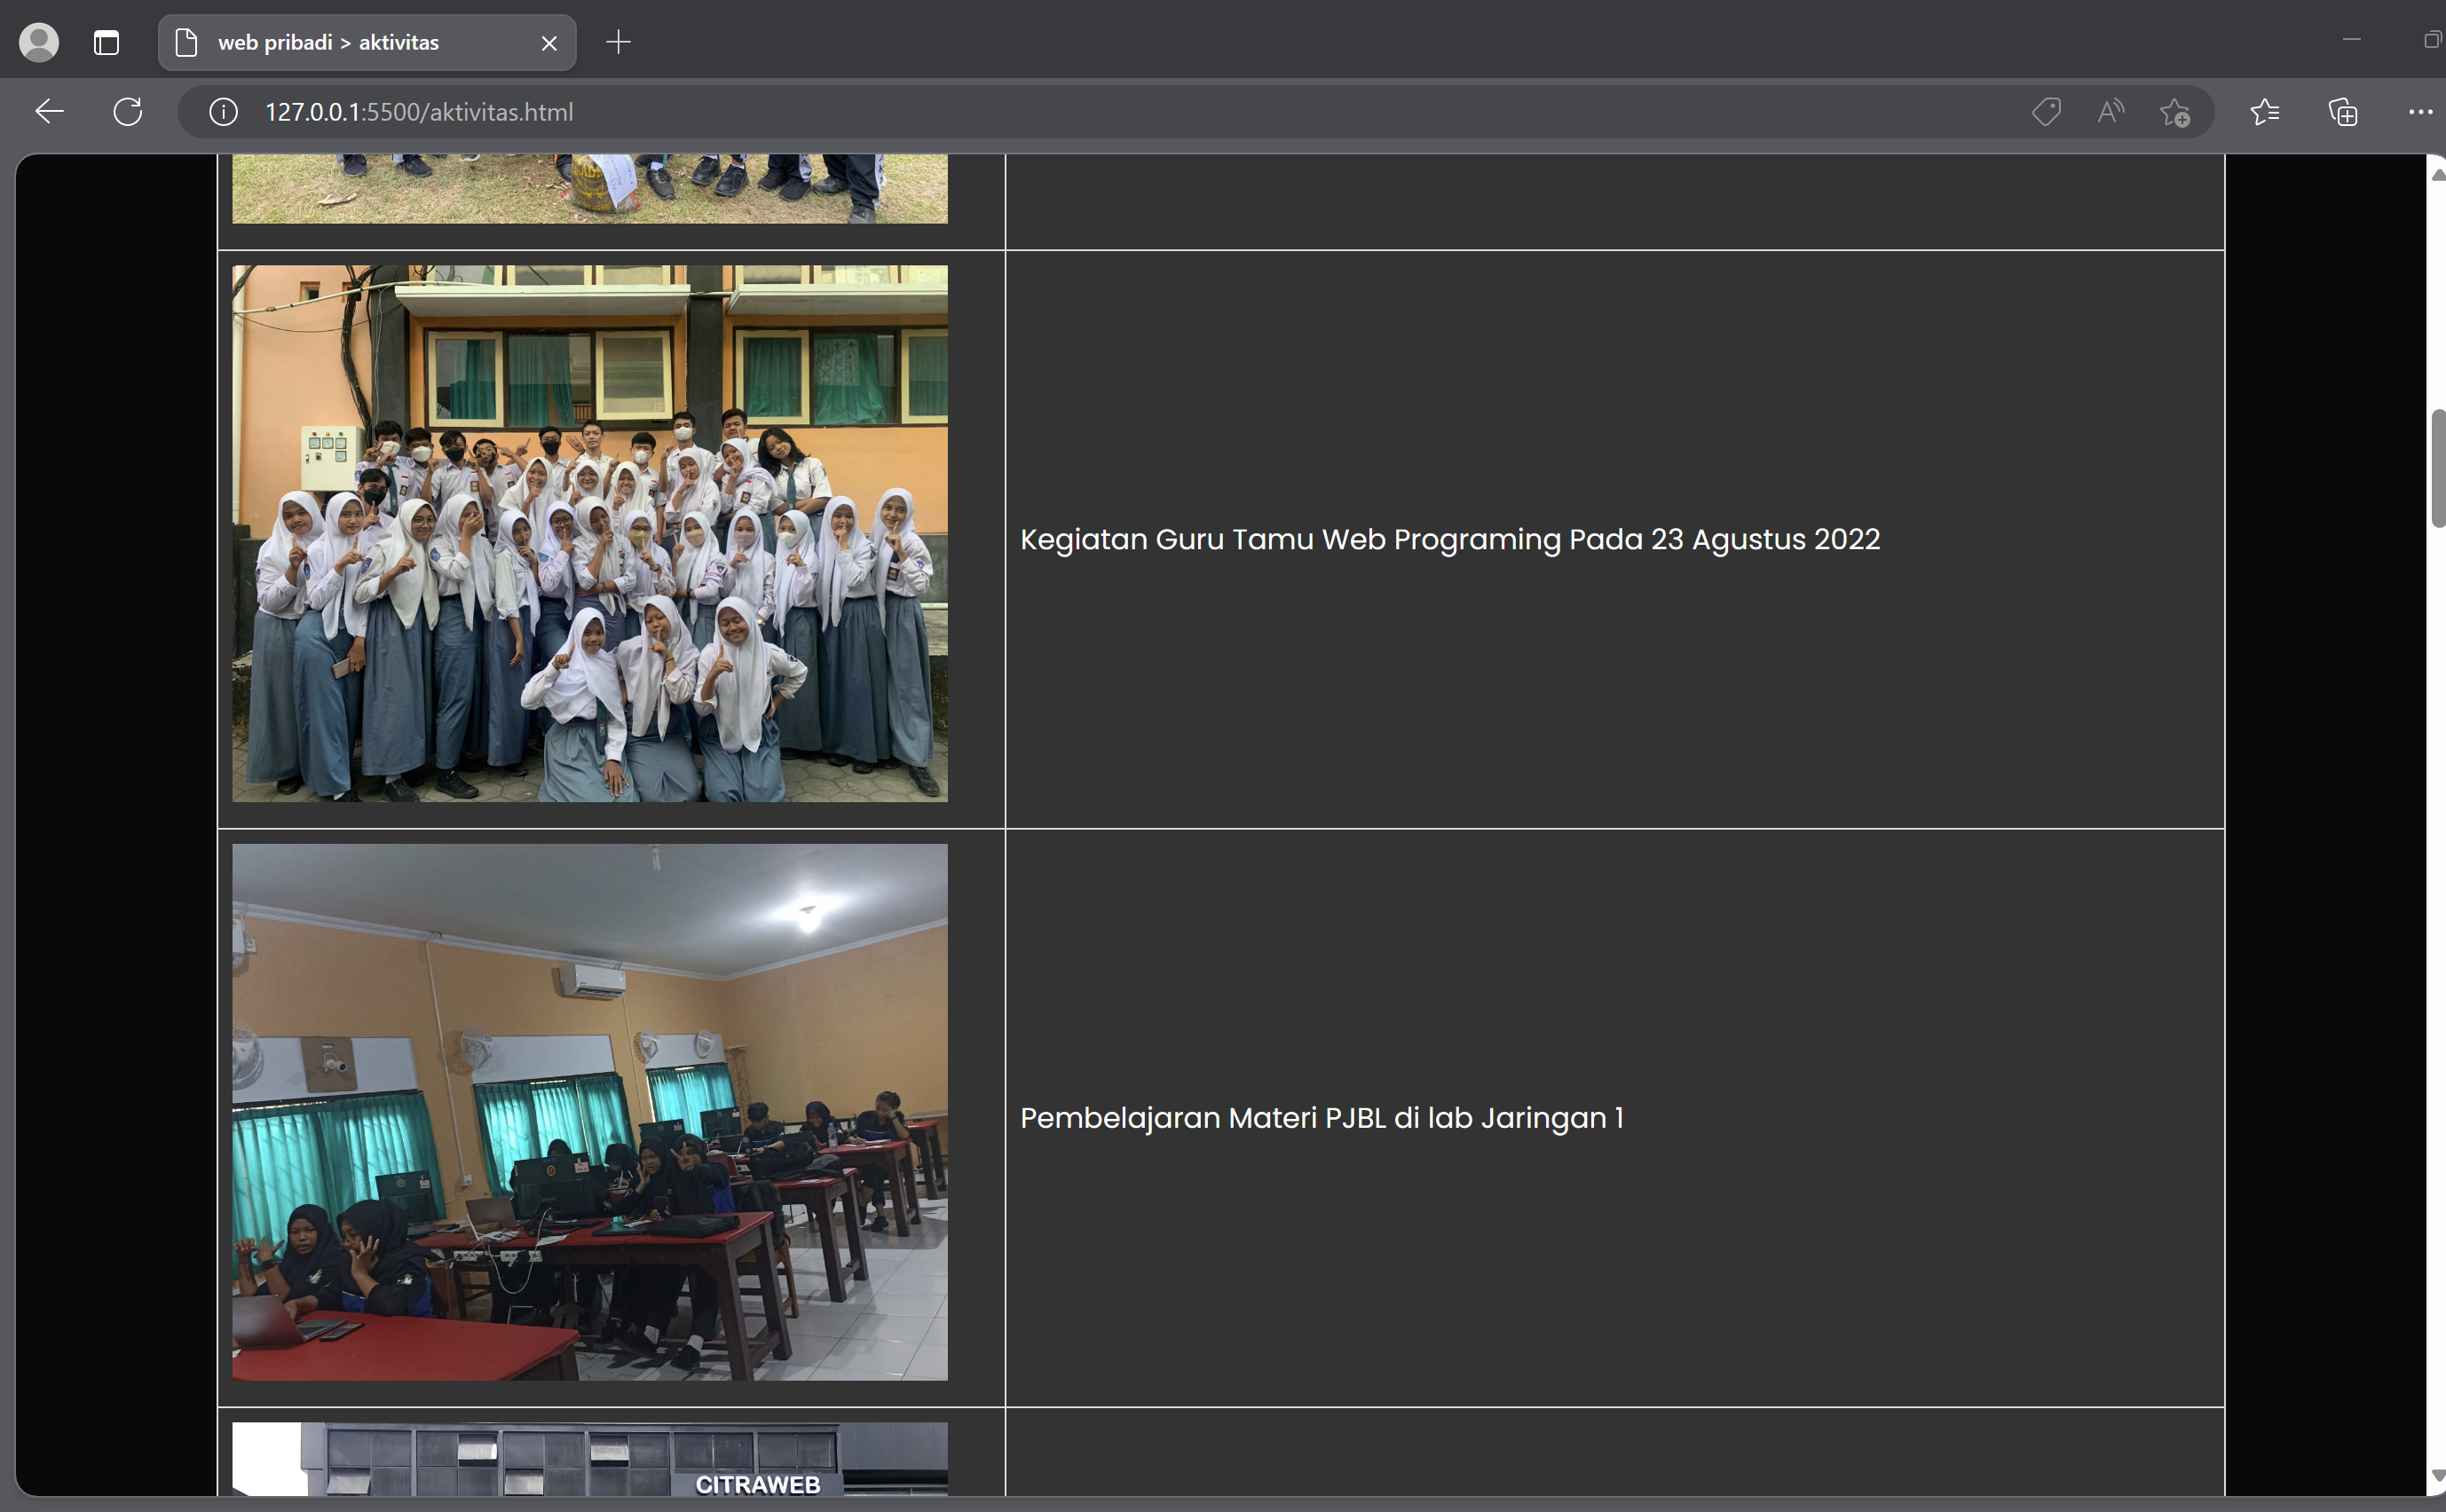 web pribadi > aktivitas
127.0.0.1:5500/aktivitas.html
Kegiatan Guru Tamu Web Programing Pada 23 Agustus 2022
Pembelajaran Materi PJBL di lab Jaringan 1
CITRAWEB